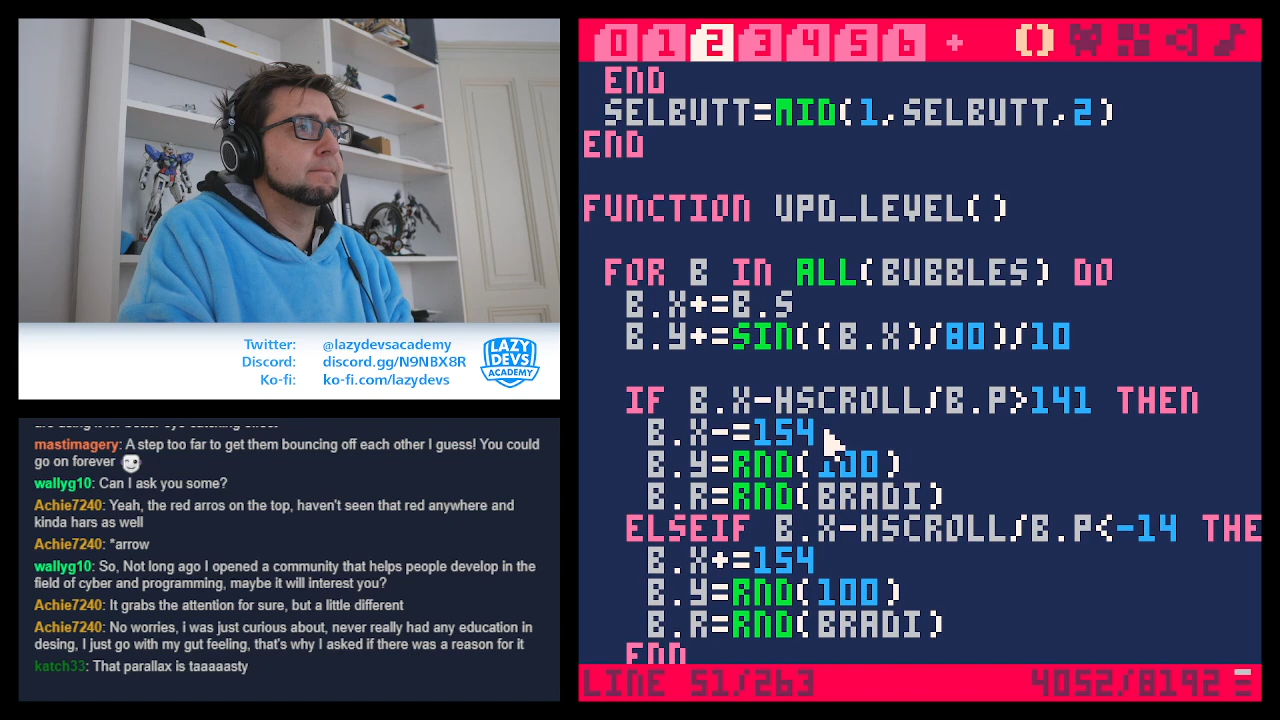 Twitter: @lazydevsacademy
Discord: discord.gg/N9NBX8R
Ko-fi: ko-fi.com/lazydevs
LAZY
DEVS
ACADEMY
mastimagery: A step too far to get them bouncing off each other I guess! You could
go on forever
wallyg10: Can I ask you some?
Achie7240: Yeah, the red arros on the top, haven't seen that red anywhere and
kinda hars as well
Achie7240: *arrow
wallyg10: So, Not long ago I opened a community that helps people develop in the
field of cyber and programming, maybe it will interest you?
Achie7240: It grabs the attention for sure, but a little different
Achie7240: No worries, i was just curious about, never really had any education in
desing, I just go with my gut feeling, that's why I asked if there was a reason for it
katch33: That parallax is taaaaasty
0 1 2 3 4 5 6 + ()
END
SELBUTT=MID(1,SELBUTT,2)
END
FUNCTION UPD_LEVEL()
FOR B IN ALL(BUBBLES) DO
B.X+=B.S
B.Y+=SIN((B.X)/80)/10
IF B.X-HSCROLL/B.P>141 THEN
B.X-=154
B.Y=RND(100)
B.R=RND(BRADI)
ELSEIF B.X-HSCROLL/B.P<-14 THE
B.X+=154
B.Y=RND(100)
B.R=RND(BRADI)
END
LINE 51/263 4052/8192